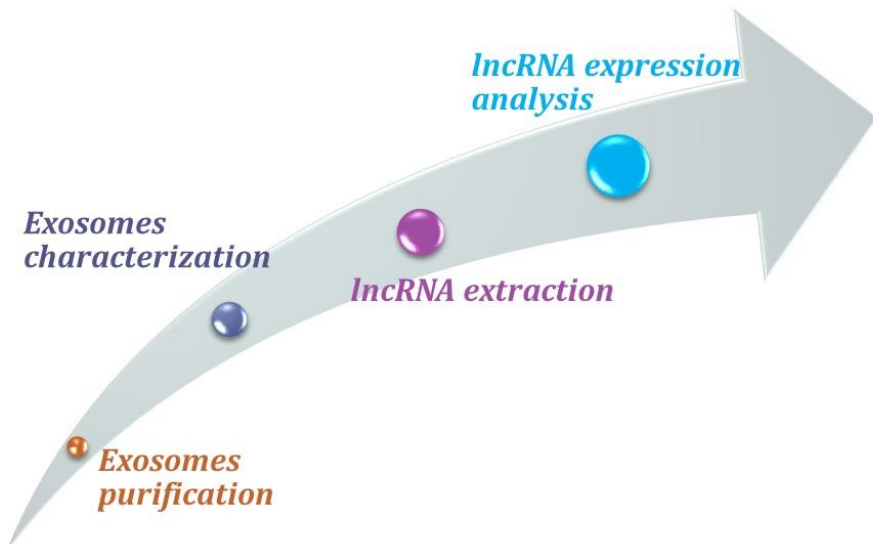 lncRNA expression
analysis
Exosomes
characterization
lncRNA extraction
Exosomes
purification